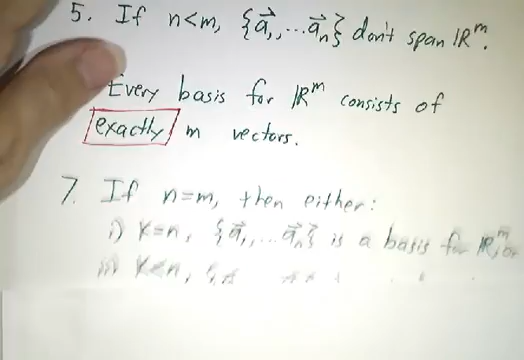 5. If n<m, {a⃗₁, ... a⃗ₙ} don't span ℝᵐ.
Every basis for ℝᵐ consists of
exactly m vectors.
7. If n=m, then either:
i) k=n, {a⃗₁, ... a⃗ₙ} is a basis for ℝᵐ, or
ii) k<n,